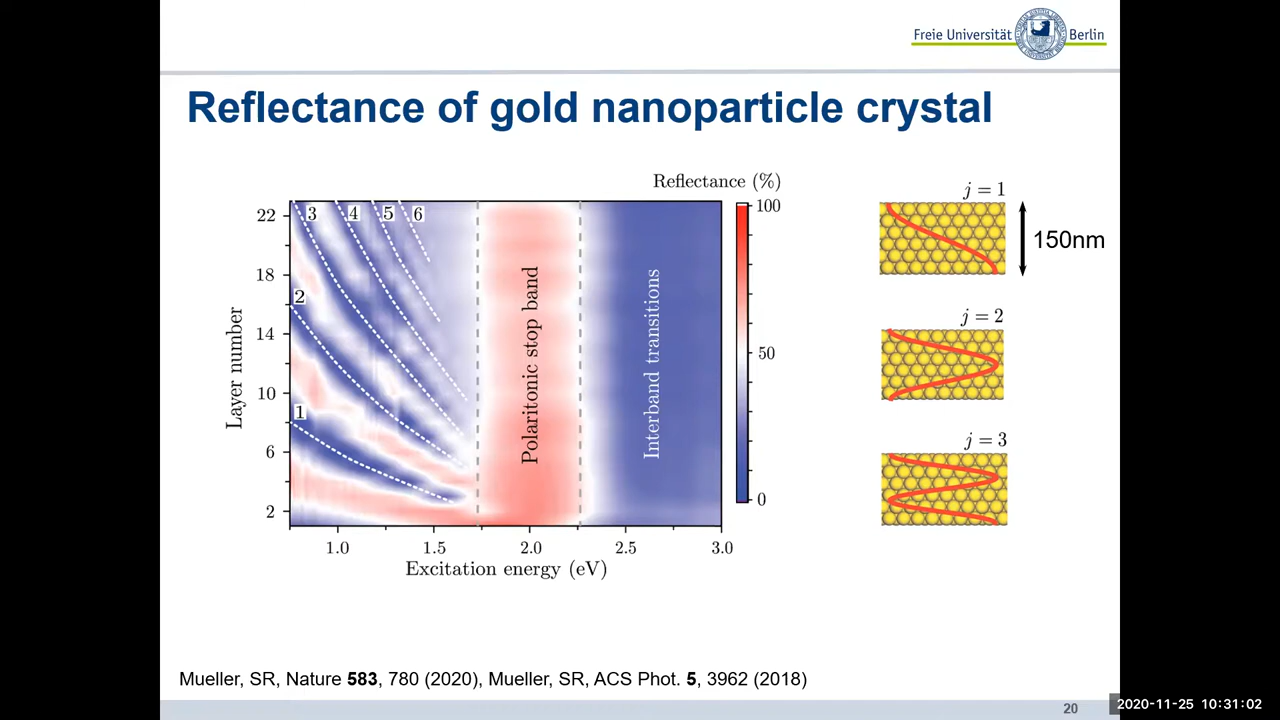 Freie Universität Berlin
Reflectance of gold nanoparticle crystal
Reflectance (%)
100
50
0
22
18
14
10
6
2
Layer number
1
2
3
4
5
6
Polaritonic stop band
Interband transitions
1.0 1.5 2.0 2.5 3.0
Excitation energy (eV)
j = 1
150nm
j = 2
j = 3
Mueller, SR, Nature 583, 780 (2020), Mueller, SR, ACS Phot. 5, 3962 (2018)
20
2020-11-25 10:31:02